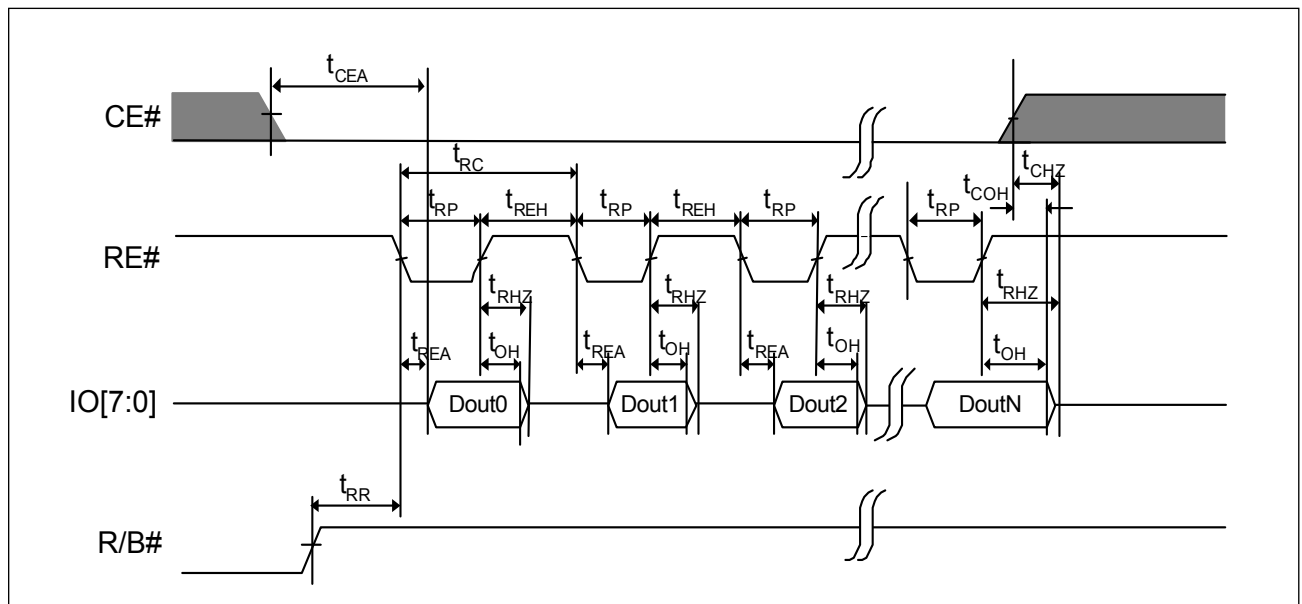 tCEA
CE#
tRC
tCHZ
tCOH
tRP tREH tRP tREH tRP tRP
RE#
tRHZ tRHZ tRHZ tRHZ
tREA tOH tREA tOH tREA tOH tOH
IO[7:0] Dout0 Dout1 Dout2 DoutN
tRR
R/B#